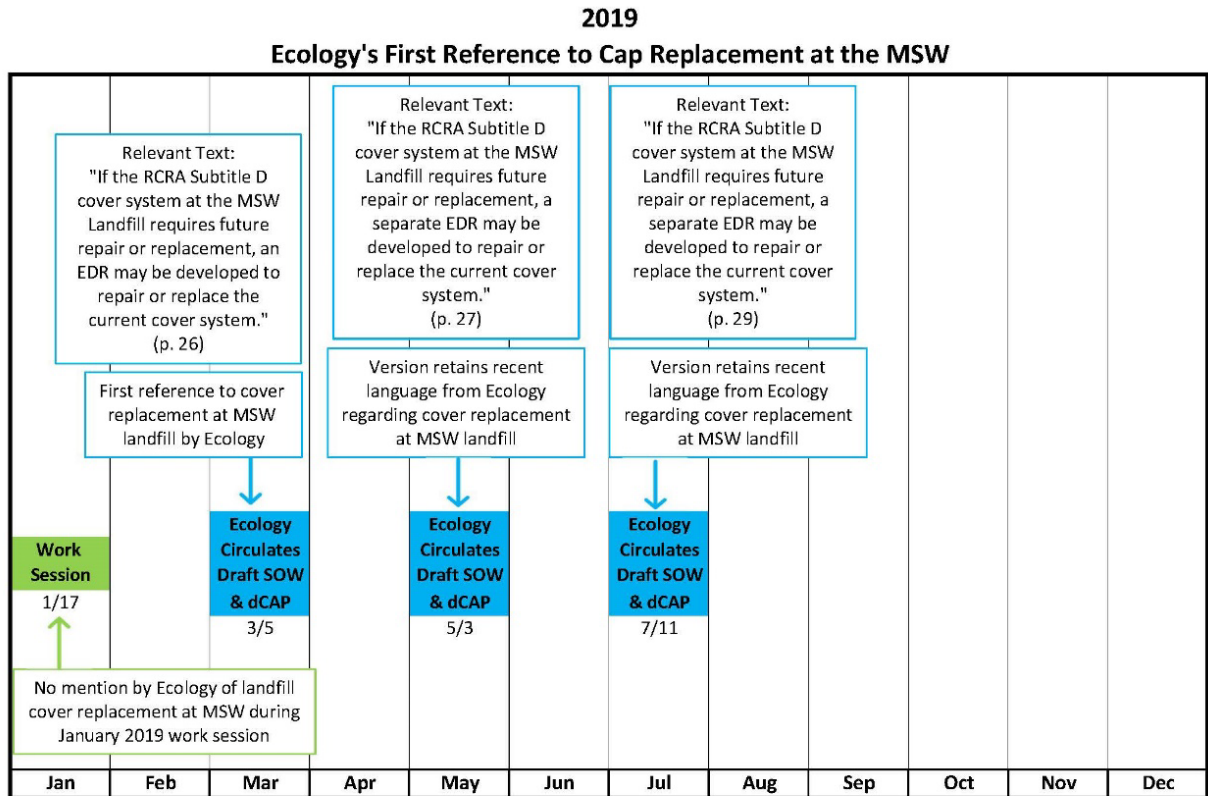 2019
Ecology's First Reference to Cap Replacement at the MSW
Relevant Text:
"If the RCRA Subtitle D
cover system at the MSW
Landfill requires future
repair or replacement, an
EDR may be developed to
repair or replace the
current cover system."
(p. 26)
First reference to cover
replacement at MSW
landfill by Ecology
Relevant Text:
"If the RCRA Subtitle D
cover system at the MSW
Landfill requires future
repair or replacement, a
separate EDR may be
developed to repair or
replace the current cover
system."
(p. 27)
Version retains recent
language from Ecology
regarding cover replacement
at MSW landfill
Relevant Text:
"If the RCRA Subtitle D
cover system at the MSW
Landfill requires future
repair or replacement, a
separate EDR may be
developed to repair or
replace the current cover
system."
(p. 29)
Version retains recent
language from Ecology
regarding cover replacement
at MSW landfill
Work
Session
1/17
Ecology
Circulates
Draft SOW
& dCAP
3/5
Ecology
Circulates
Draft SOW
& dCAP
5/3
Ecology
Circulates
Draft SOW
& dCAP
7/11
No mention by Ecology of landfill
cover replacement at MSW during
January 2019 work session
Jan Feb Mar Apr May Jun Jul Aug Sep Oct Nov Dec